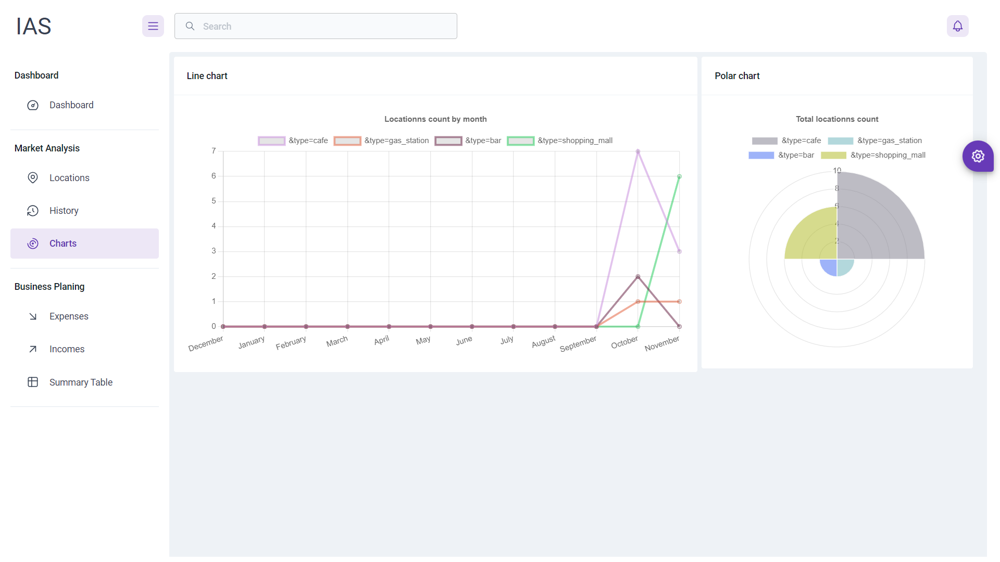 IAS
Search
Dashboard
Dashboard
Market Analysis
Locations
History
Charts
Business Planing
Expenses
Incomes
Summary Table
Line chart
Locationns count by month
&type=cafe &type=gas_station &type=bar &type=shopping_mall
7
6
5
4
3
2
1
0
December January February March April May June July August September October November
Polar chart
Total locationns count
&type=cafe &type=gas_station
&type=bar &type=shopping_mall
10
8
6
4
2